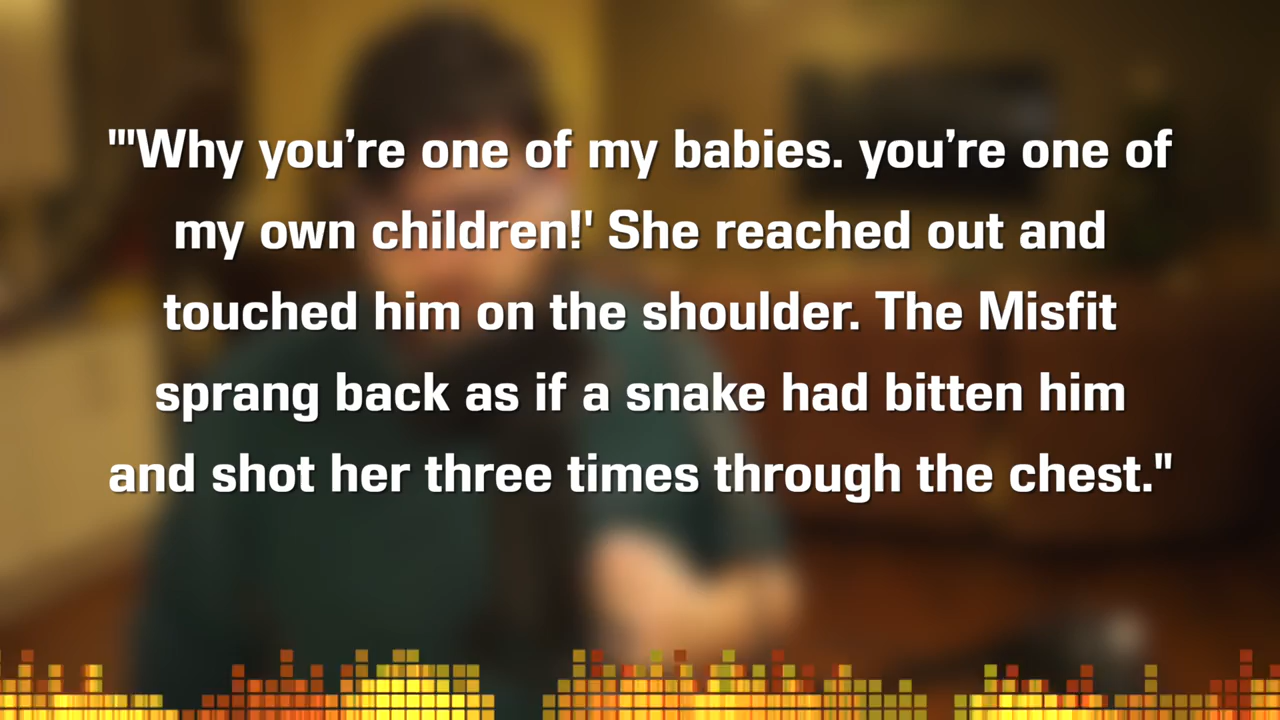 "'Why you’re one of my babies. you’re one of
my own children!' She reached out and
touched him on the shoulder. The Misfit
sprang back as if a snake had bitten him
and shot her three times through the chest."